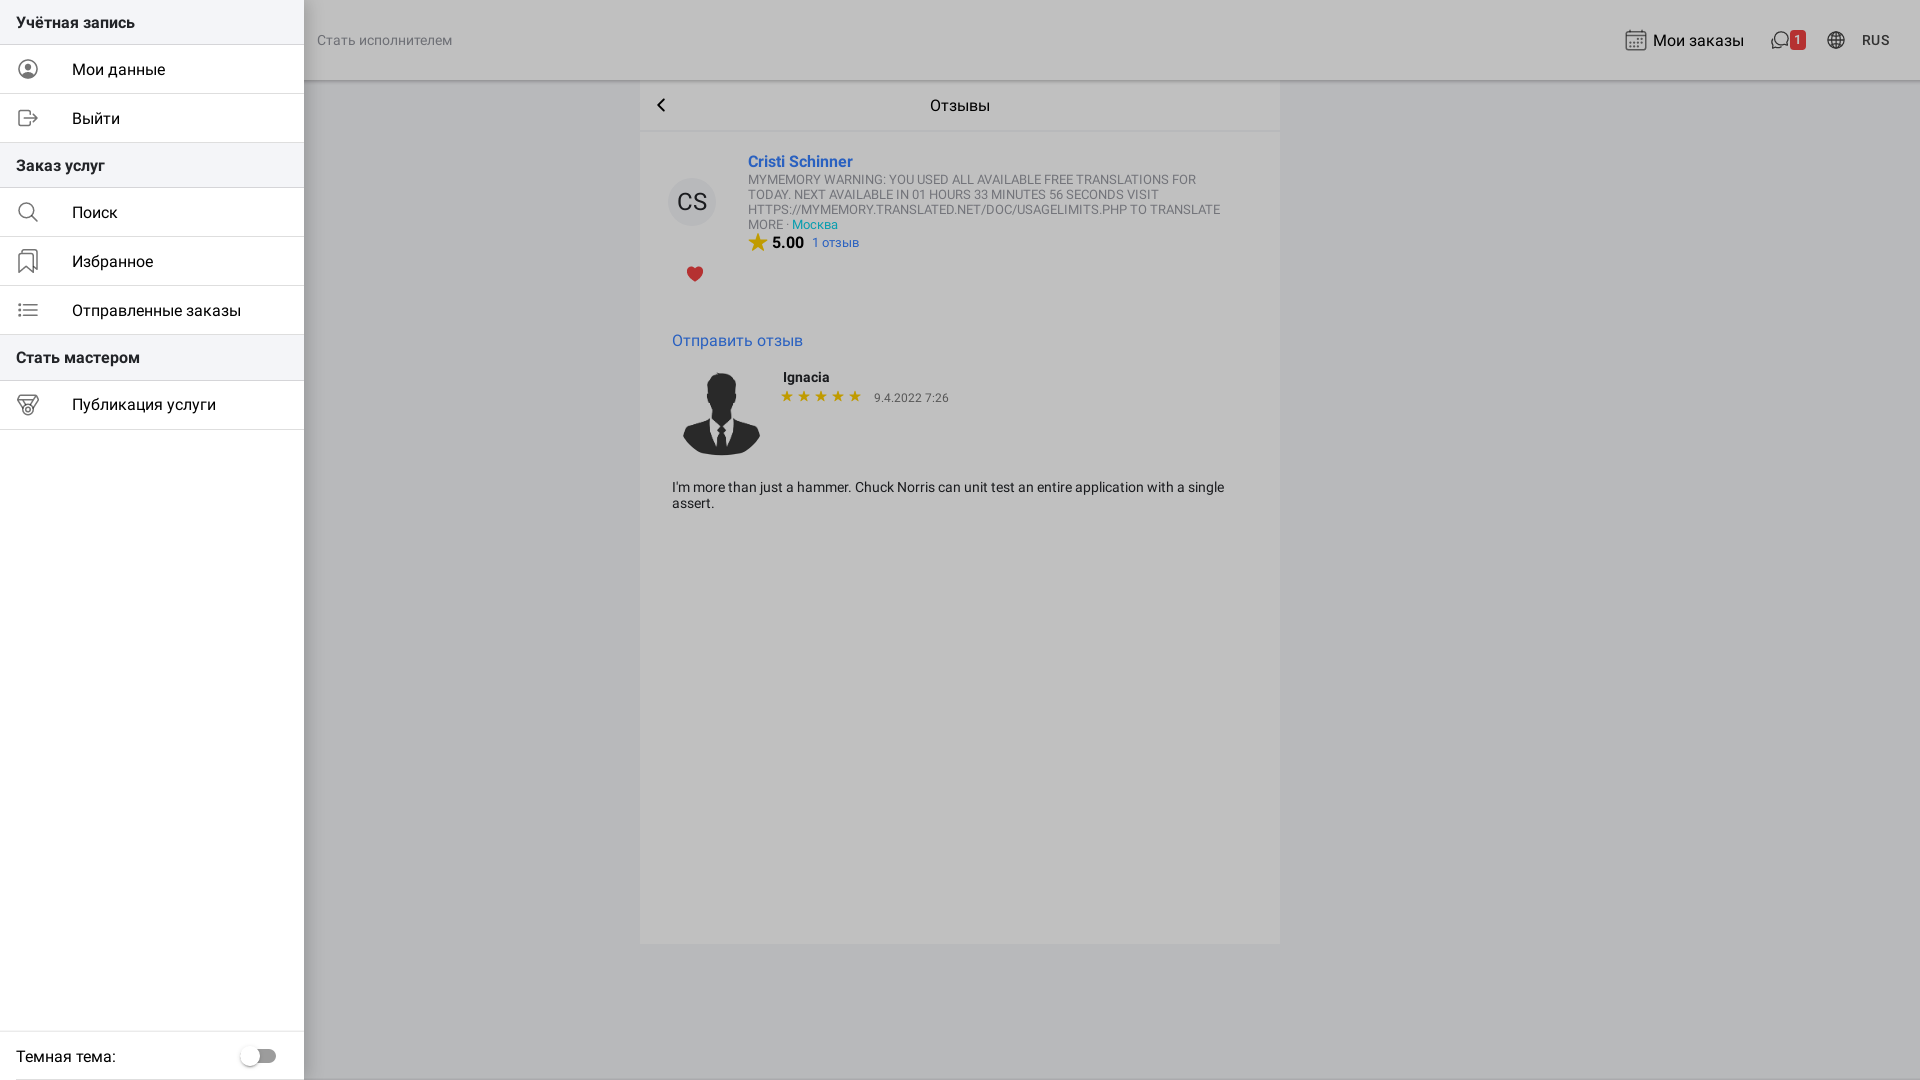 Учётная запись
Мои данные
Выйти
Заказ услуг
Поиск
Избранное
Отправленные заказы
Стать мастером
Публикация услуги
Темная тема:
Стать исполнителем
Мои заказы
1
RUS
Отзывы
CS
Cristi Schinner
MYMEMORY WARNING: YOU USED ALL AVAILABLE FREE TRANSLATIONS FOR
TODAY. NEXT AVAILABLE IN 01 HOURS 33 MINUTES 56 SECONDS VISIT
HTTPS://MYMEMORY.TRANSLATED.NET/DOC/USAGELIMITS.PHP TO TRANSLATE
MORE · Москва
5.00 1 отзыв
Отправить отзыв
Ignacia
9.4.2022 7:26
I'm more than just a hammer. Chuck Norris can unit test an entire application with a single
assert.